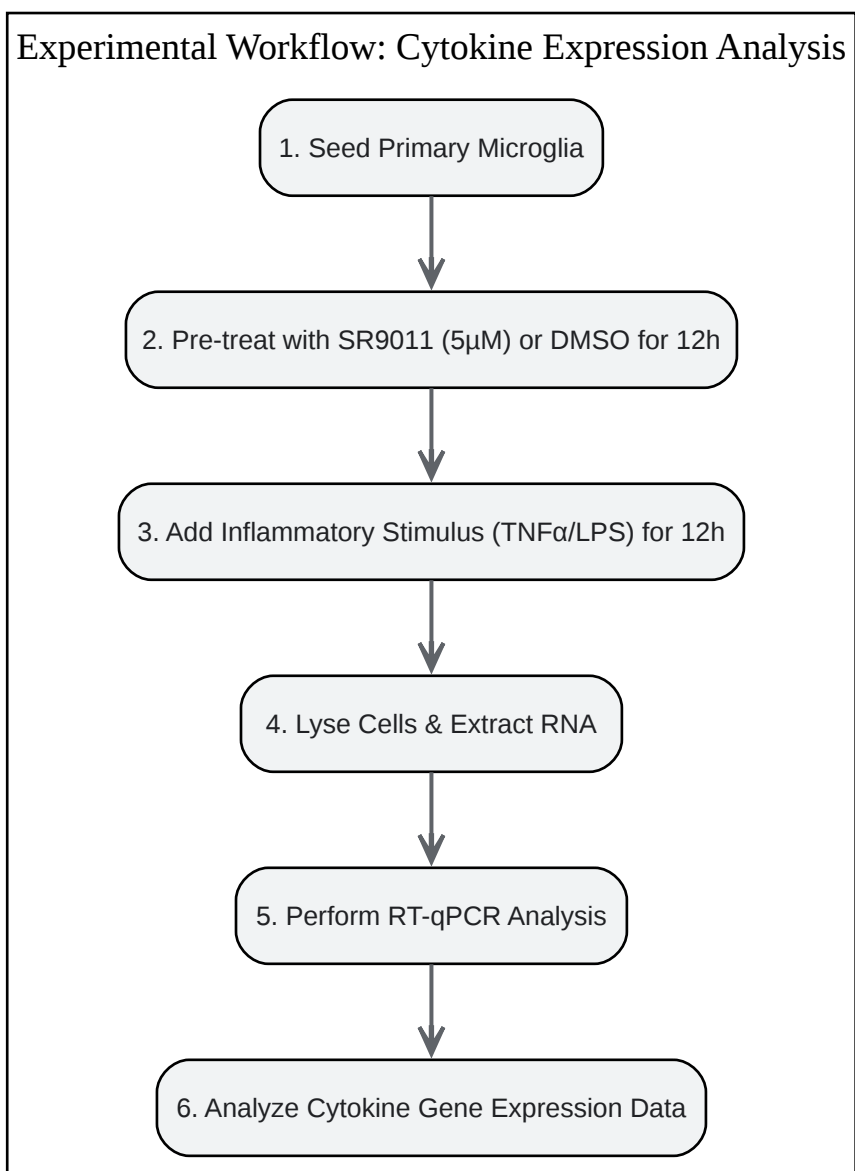 Experimental Workflow: Cytokine Expression Analysis
1. Seed Primary Microglia
2. Pre-treat with SR9011 (5µM) or DMSO for 12h
3. Add Inflammatory Stimulus (TNFα/LPS) for 12h
4. Lyse Cells & Extract RNA
5. Perform RT-qPCR Analysis
6. Analyze Cytokine Gene Expression Data